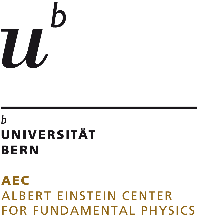 u^b
b
UNIVERSITÄT
BERN
AEC
ALBERT EINSTEIN CENTER
FOR FUNDAMENTAL PHYSICS